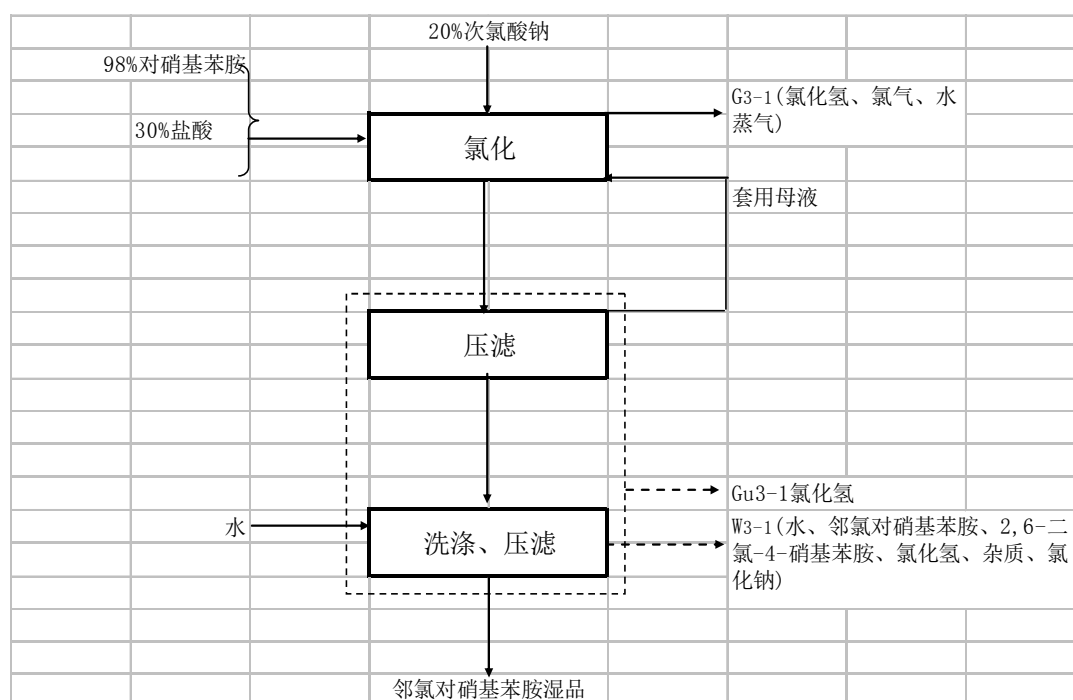 20%次氯酸钠
98%对硝基苯胺
G3-1(氯化氢、氯气、水
蒸气)
30%盐酸
氯化
套用母液
压滤
Gu3-1氯化氢
水
洗涤、压滤
W3-1(水、邻氯对硝基苯胺、2,6-二
氯-4-硝基苯胺、氯化氢、杂质、氯
化钠)
邻氯对硝基苯胺湿品